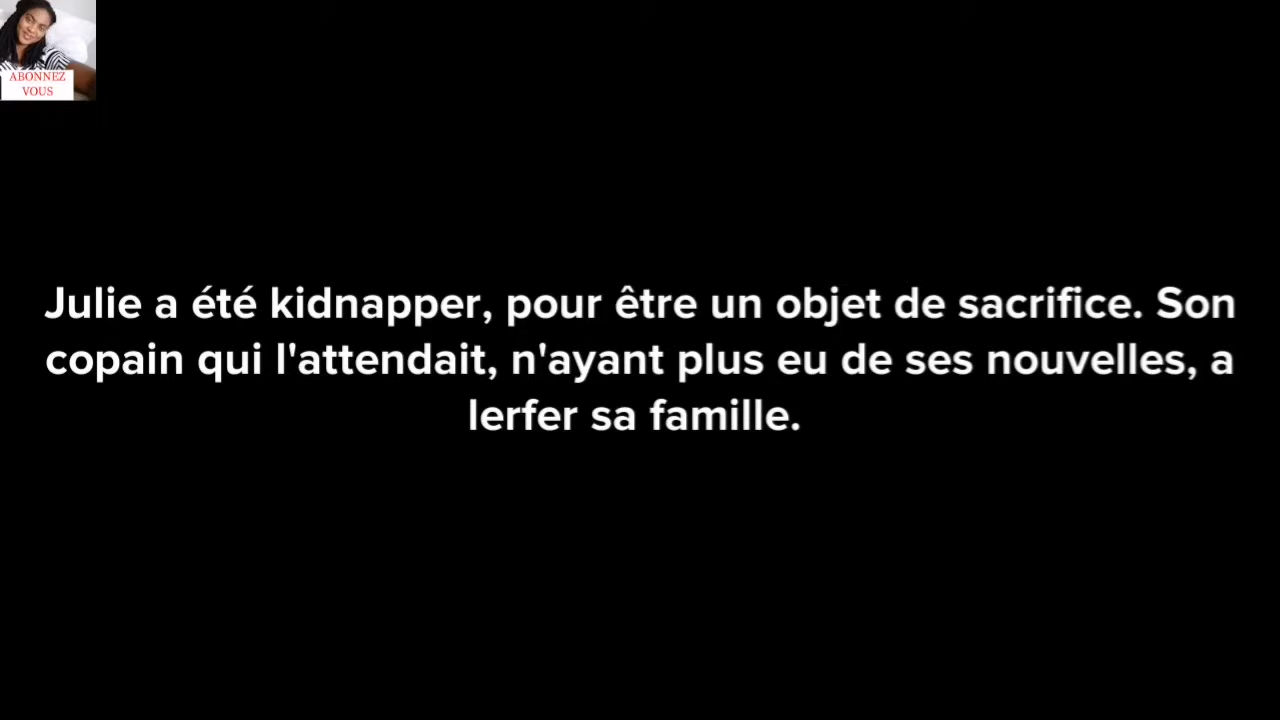 ABONNEZ
VOUS
Julie a été kidnapper, pour être un objet de sacrifice. Son
copain qui l'attendait, n'ayant plus eu de ses nouvelles, a
lerfer sa famille.